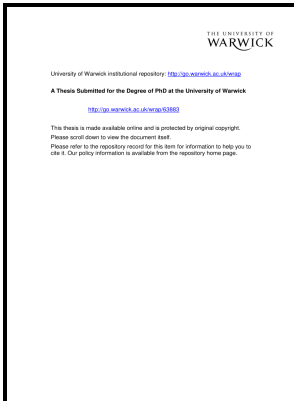 THE UNIVERSITY OF
WARWICK
University of Warwick institutional repository: http://go.warwick.ac.uk/wrap
A Thesis Submitted for the Degree of PhD at the University of Warwick
http://go.warwick.ac.uk/wrap/63883
This thesis is made available online and is protected by original copyright.
Please scroll down to view the document itself.
Please refer to the repository record for this item for information to help you to
cite it. Our policy information is available from the repository home page.